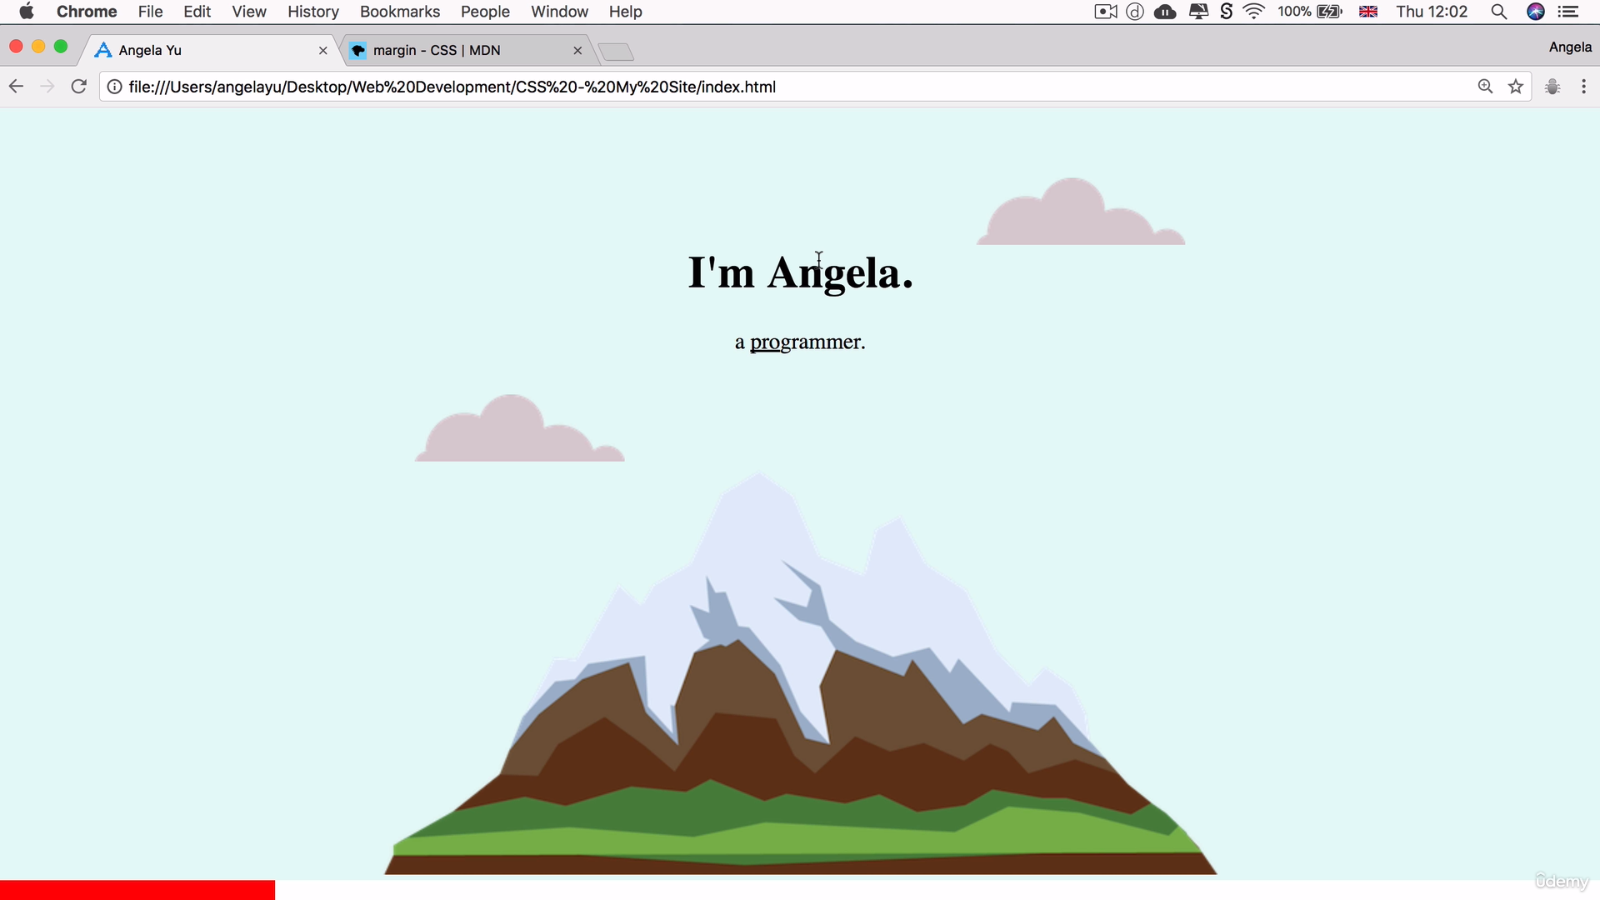 Chrome File Edit View History Bookmarks People Window Help 100% Thu 12:02
Angela Yu margin - CSS | MDN Angela
file:///Users/angelayu/Desktop/Web%20Development/CSS%20-%20My%20Site/index.html
I'm Angela.
a programmer.
ûdemy